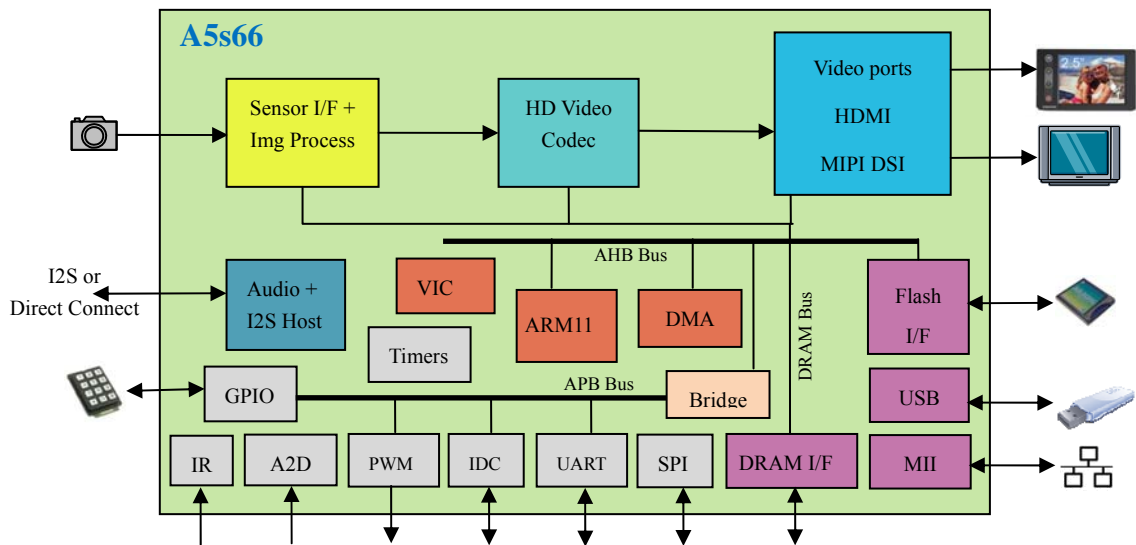 A5s66
Sensor I/F +
Img Process
HD Video
Codec
Video ports
HDMI
MIPI DSI
2.5"
AHB Bus
I2S or
Direct Connect
Audio +
I2S Host
VIC
ARM11
DMA
DRAM Bus
Flash
I/F
Timers
APB Bus
GPIO
Bridge
USB
IR
A2D
PWM
IDC
UART
SPI
DRAM I/F
MII